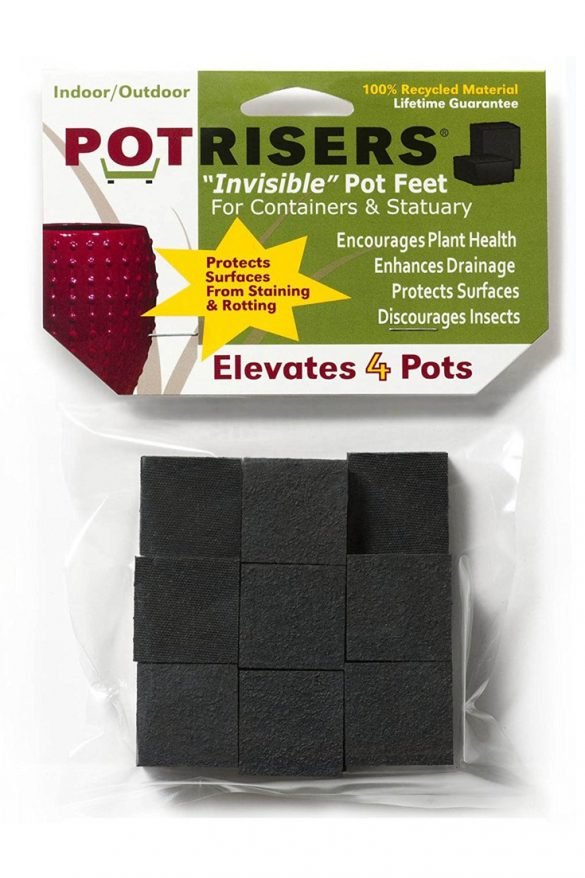 Indoor/Outdoor
100% Recycled Material
Lifetime Guarantee
POTRISERS®
"Invisible" Pot Feet
For Containers & Statuary
Encourages Plant Health
Enhances Drainage
Protects Surfaces
Discourages Insects
Protects
Surfaces
From Staining
& Rotting
Elevates 4 Pots